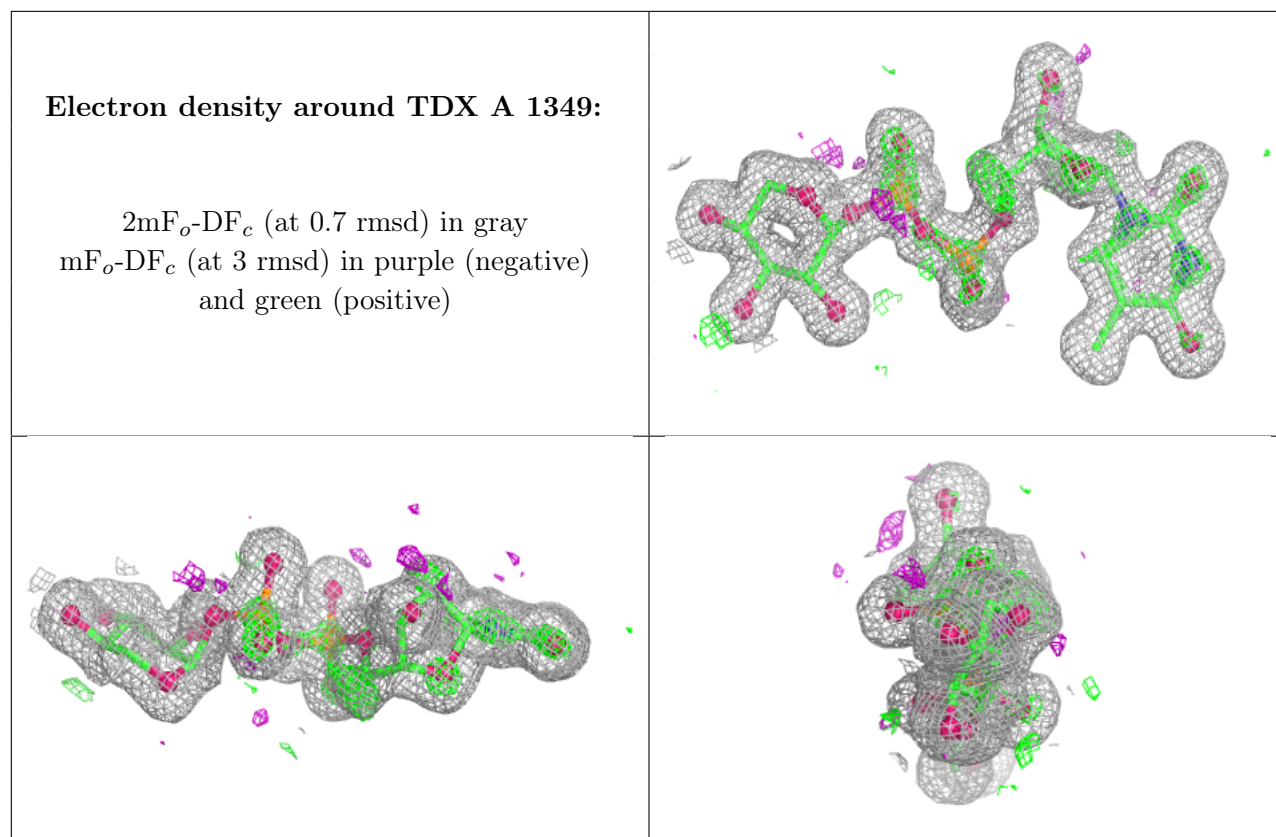 Electron density around TDX A 1349:
2mFₒ-DF𝒸 (at 0.7 rmsd) in gray
mFₒ-DF𝒸 (at 3 rmsd) in purple (negative)
and green (positive)